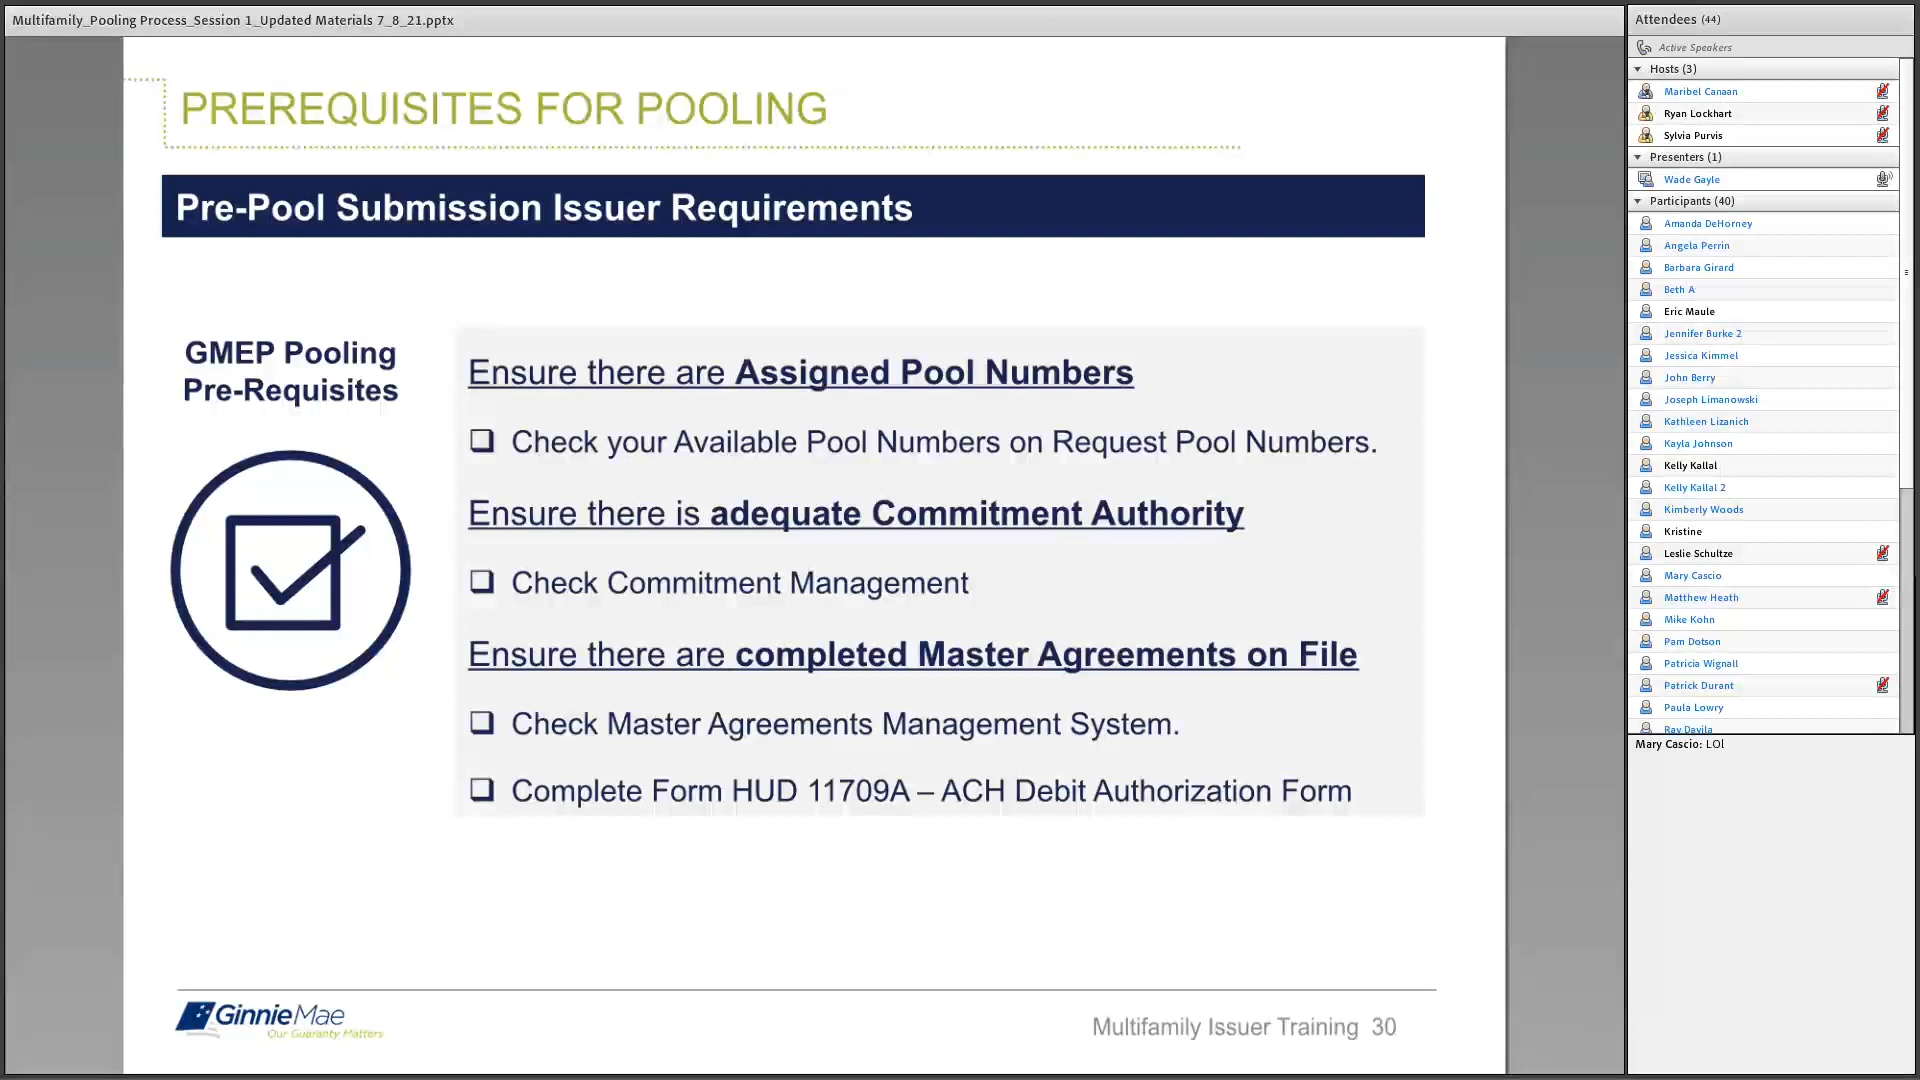 Multifamily_Pooling Process_Session 1_Updated Materials 7_8_21.pptx
PREREQUISITES FOR POOLING
Pre-Pool Submission Issuer Requirements
GMEP Pooling
Pre-Requisites
Ensure there are Assigned Pool Numbers
Check your Available Pool Numbers on Request Pool Numbers.
Ensure there is adequate Commitment Authority
Check Commitment Management
Ensure there are completed Master Agreements on File
Check Master Agreements Management System.
Complete Form HUD 11709A – ACH Debit Authorization Form
GinnieMae
Our Guaranty Matters
Multifamily Issuer Training 30
Attendees (44)
Active Speakers
Hosts (3)
Maribel Canaan
Ryan Lockhart
Sylvia Purvis
Presenters (1)
Wade Gayle
Participants (40)
Amanda DeHorney
Angela Perrin
Barbara Girard
Beth A
Eric Maule
Jennifer Burke 2
Jessica Kimmel
John Berry
Joseph Limanowski
Kathleen Lizanich
Kayla Johnson
Kelly Kallal
Kelly Kallal 2
Kimberly Woods
Kristine
Leslie Schultze
Mary Cascio
Matthew Heath
Mike Kohn
Pam Dotson
Patricia Wignall
Patrick Durant
Paula Lowry
Ray Davila
Mary Cascio: LOl